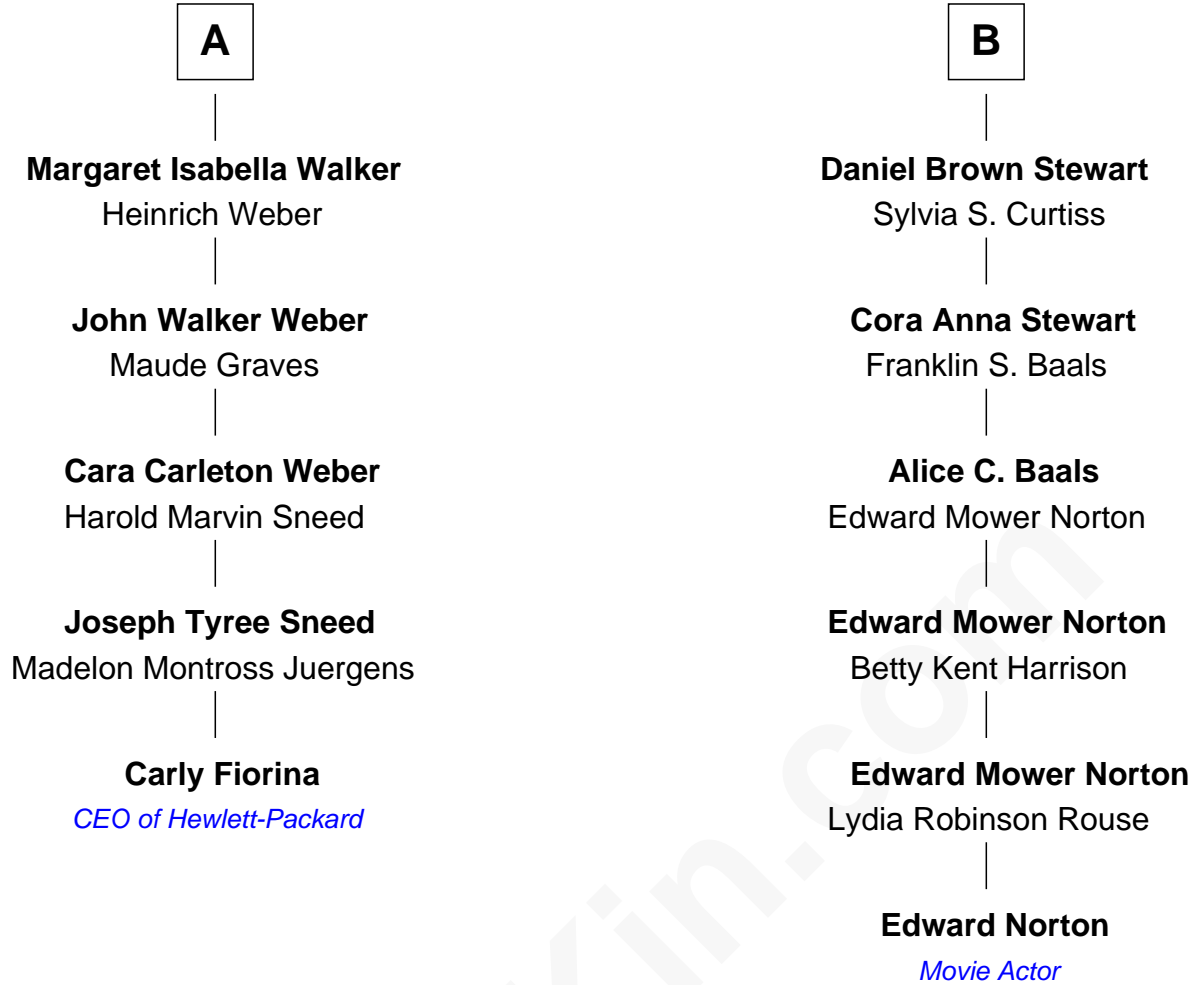 A
Margaret Isabella Walker
Heinrich Weber
John Walker Weber
Maude Graves
Cara Carleton Weber
Harold Marvin Sneed
Joseph Tyree Sneed
Madelon Montross Juergens
Carly Fiorina
CEO of Hewlett-Packard
B
Daniel Brown Stewart
Sylvia S. Curtiss
Cora Anna Stewart
Franklin S. Baals
Alice C. Baals
Edward Mower Norton
Edward Mower Norton
Betty Kent Harrison
Edward Mower Norton
Lydia Robinson Rouse
Edward Norton
Movie Actor